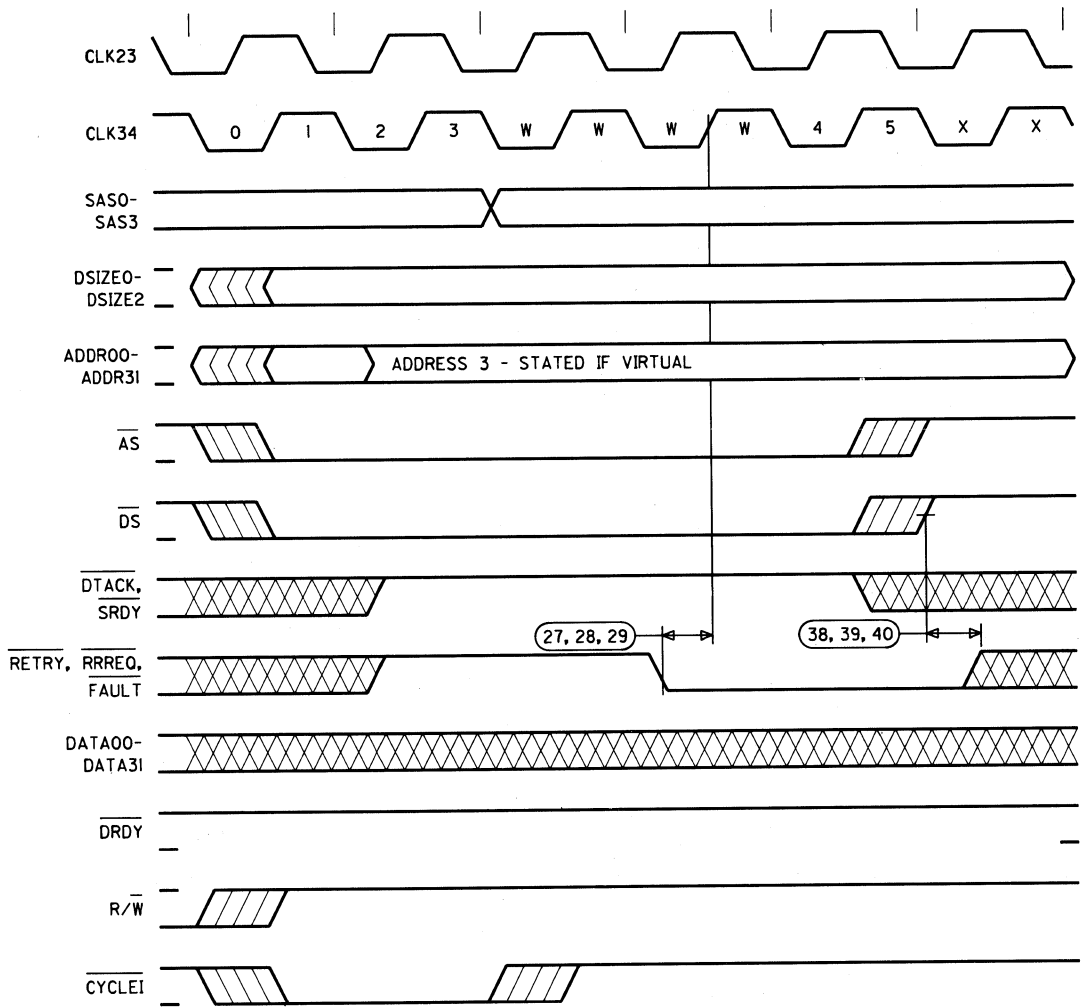 CLK23
CLK34
0 1 2 3 W W W W 4 5 X X
SAS0-
SAS3
DSIZE0-
DSIZE2
ADDR00-
ADDR31
ADDRESS 3 - STATED IF VIRTUAL
AS
DS
DTACK,
SRDY
27, 28, 29
38, 39, 40
RETRY, RRREQ,
FAULT
DATA00-
DATA31
DRDY
R/W
CYCLEI